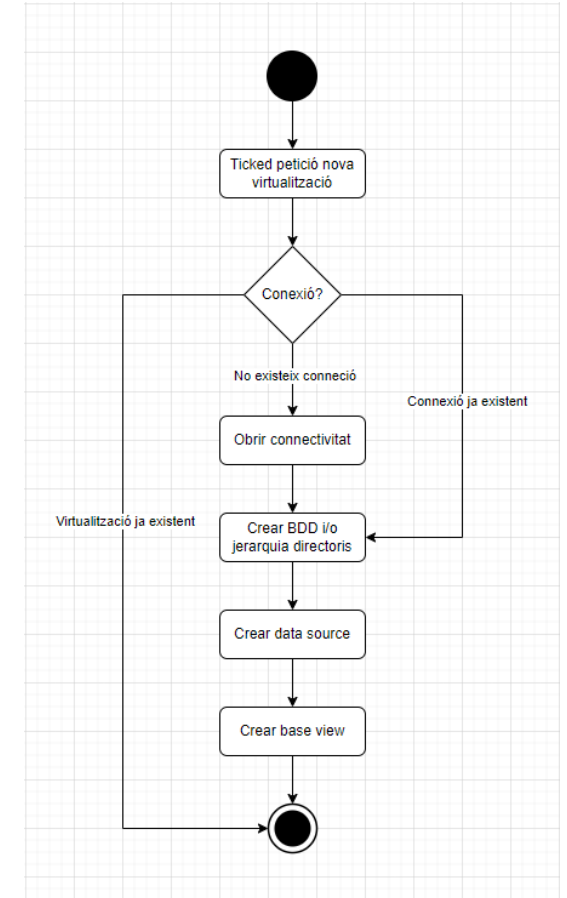 Ticked petició nova
virtualització
Conexió?
No existeix conneció
Connexió ja existent
Obrir connectivitat
Virtualització ja existent
Crear BDD i/o
jerarquia directoris
Crear data source
Crear base view